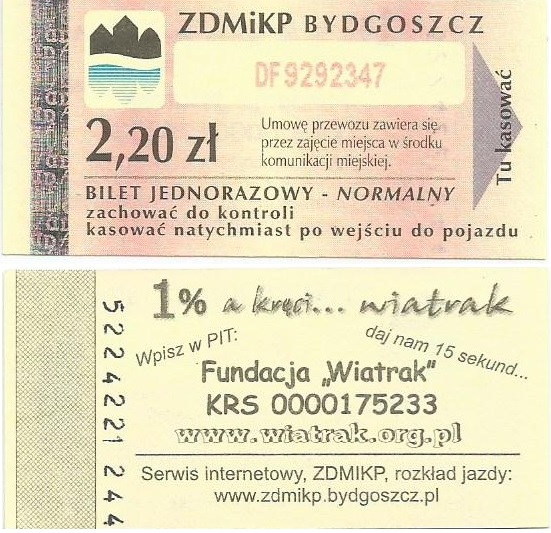 ZDMiKP BYDGOSZCZ
DF9292347
2,20 zł
Umowę przewozu zawiera się
przez zajęcie miejsca w środku
komunikacji miejskiej.
Tu kasować
BILET JEDNORAZOWY - NORMALNY
zachować do kontroli
kasować natychmiast po wejściu do pojazdu
1% a kręci... wiatrak
Wpisz w PIT:
daj nam 15 sekund...
Fundacja „Wiatrak"
KRS 0000175233
www.wiatrak.org.pl
Serwis internetowy, ZDMIKP, rozkład jazdy:
www.zdmikp.bydgoszcz.pl
5224221 244